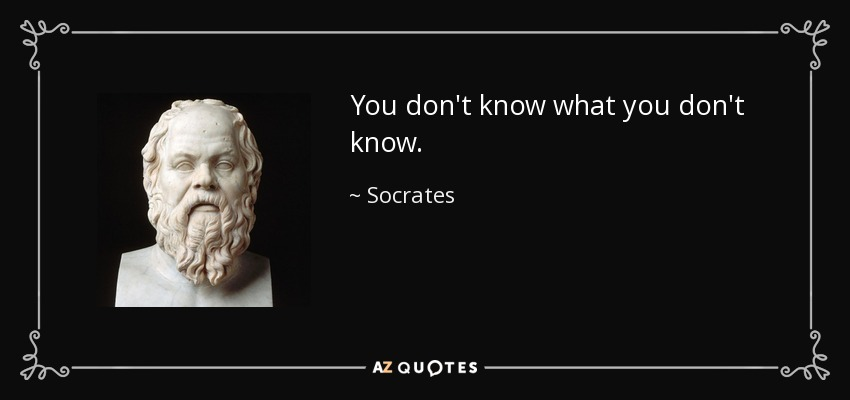 You don't know what you don't
know.
~ Socrates
AZ QUOTES